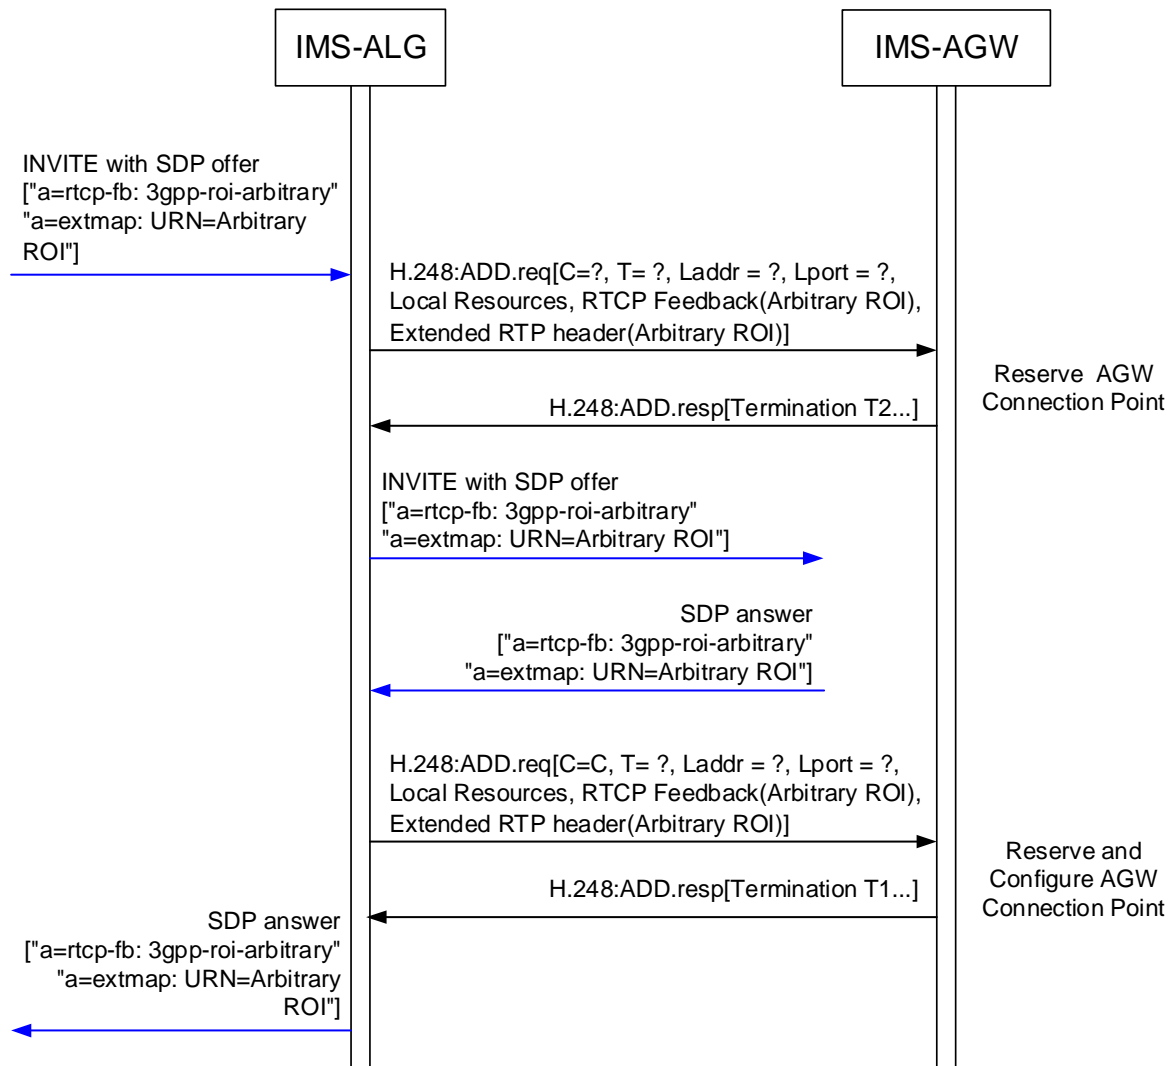 IMS-ALG
IMS-AGW
INVITE with SDP offer
["a=rtcp-fb: 3gpp-roi-arbitrary"
"a=extmap: URN=Arbitrary
ROI"]
H.248:ADD.req[C=?, T= ?, Laddr = ?, Lport = ?,
Local Resources, RTCP Feedback(Arbitrary ROI),
Extended RTP header(Arbitrary ROI)]
Reserve AGW
Connection Point
H.248:ADD.resp[Termination T2...]
INVITE with SDP offer
["a=rtcp-fb: 3gpp-roi-arbitrary"
"a=extmap: URN=Arbitrary ROI"]
SDP answer
["a=rtcp-fb: 3gpp-roi-arbitrary"
"a=extmap: URN=Arbitrary ROI"]
H.248:ADD.req[C=C, T= ?, Laddr = ?, Lport = ?,
Local Resources, RTCP Feedback(Arbitrary ROI),
Extended RTP header(Arbitrary ROI)]
Reserve and
Configure AGW
Connection Point
H.248:ADD.resp[Termination T1...]
SDP answer
["a=rtcp-fb: 3gpp-roi-arbitrary"
"a=extmap: URN=Arbitrary
ROI"]